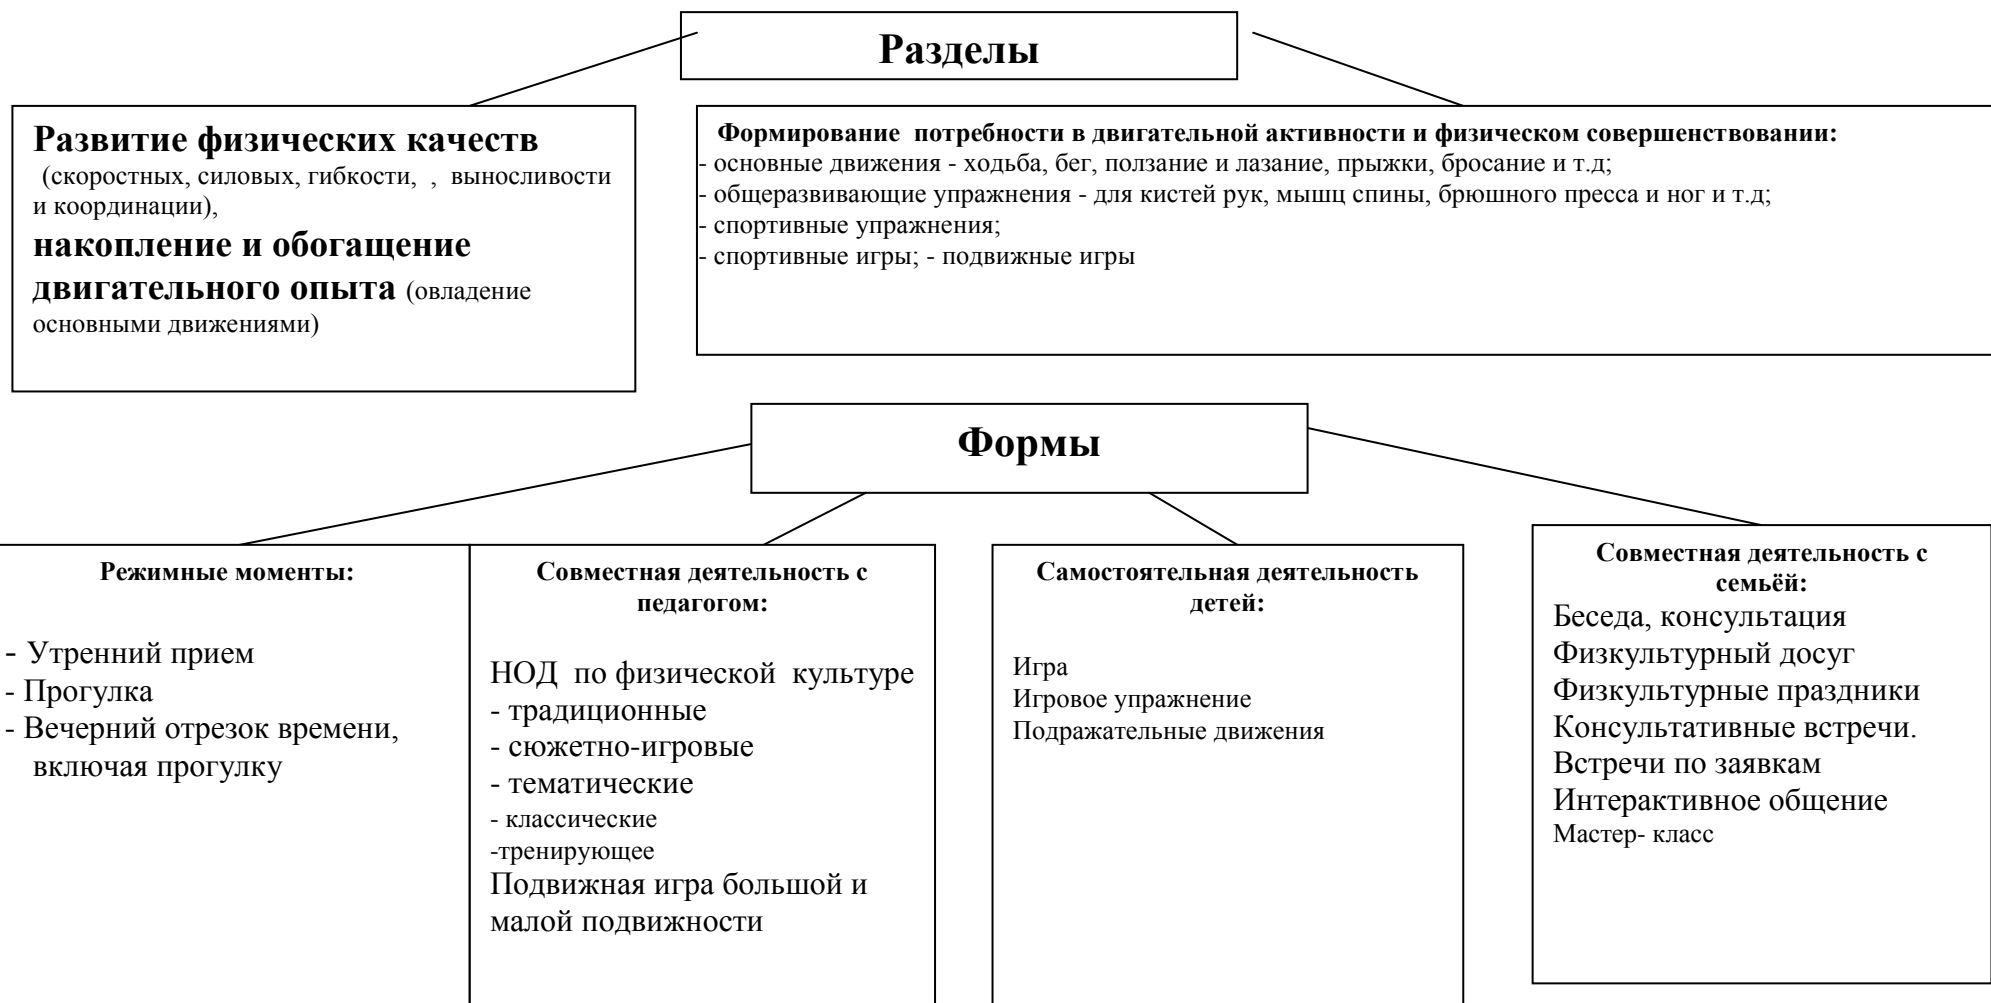 Разделы
Развитие физических качеств
(скоростных, силовых, гибкости, , выносливости
и координации),
накопление и обогащение
двигательного опыта (овладение
основными движениями)
Формирование потребности в двигательной активности и физическом совершенствовании:
- основные движения - ходьба, бег, ползание и лазание, прыжки, бросание и т.д;
- общеразвивающие упражнения - для кистей рук, мышц спины, брюшного пресса и ног и т.д;
- спортивные упражнения;
- спортивные игры; - подвижные игры
Формы
Режимные моменты:
- Утренний прием
- Прогулка
- Вечерний отрезок времени,
включая прогулку
Совместная деятельность с
педагогом:
НОД по физической культуре
- традиционные
- сюжетно-игровые
- тематические
- классические
-тренирующее
Подвижная игра большой и
малой подвижности
Самостоятельная деятельность
детей:
Игра
Игровое упражнение
Подражательные движения
Совместная деятельность с
семьёй:
Беседа, консультация
Физкультурный досуг
Физкультурные праздники
Консультативные встречи.
Встречи по заявкам
Интерактивное общение
Мастер- класс